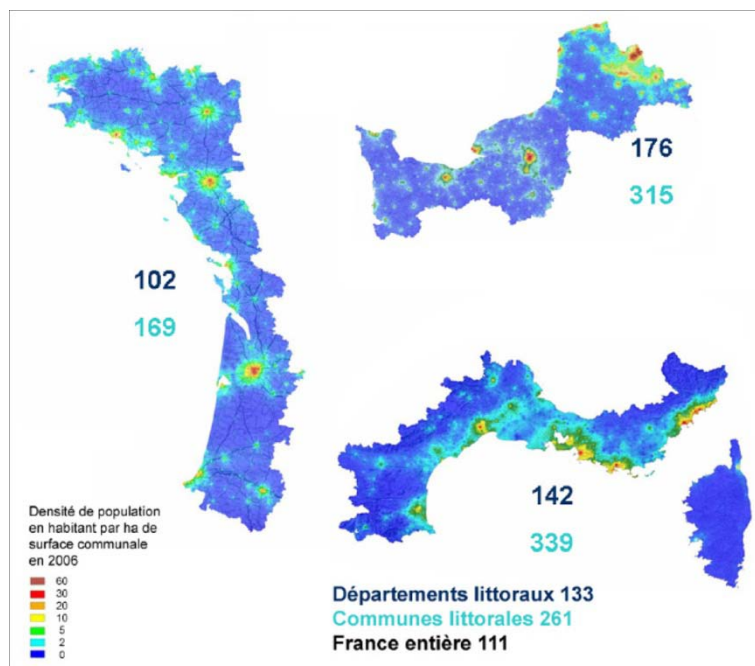 176
315
102
169
142
339
Densité de population
en habitant par ha de
surface communale
en 2006
60
30
20
10
5
2
0
Départements littoraux 133
Communes littorales 261
France entière 111